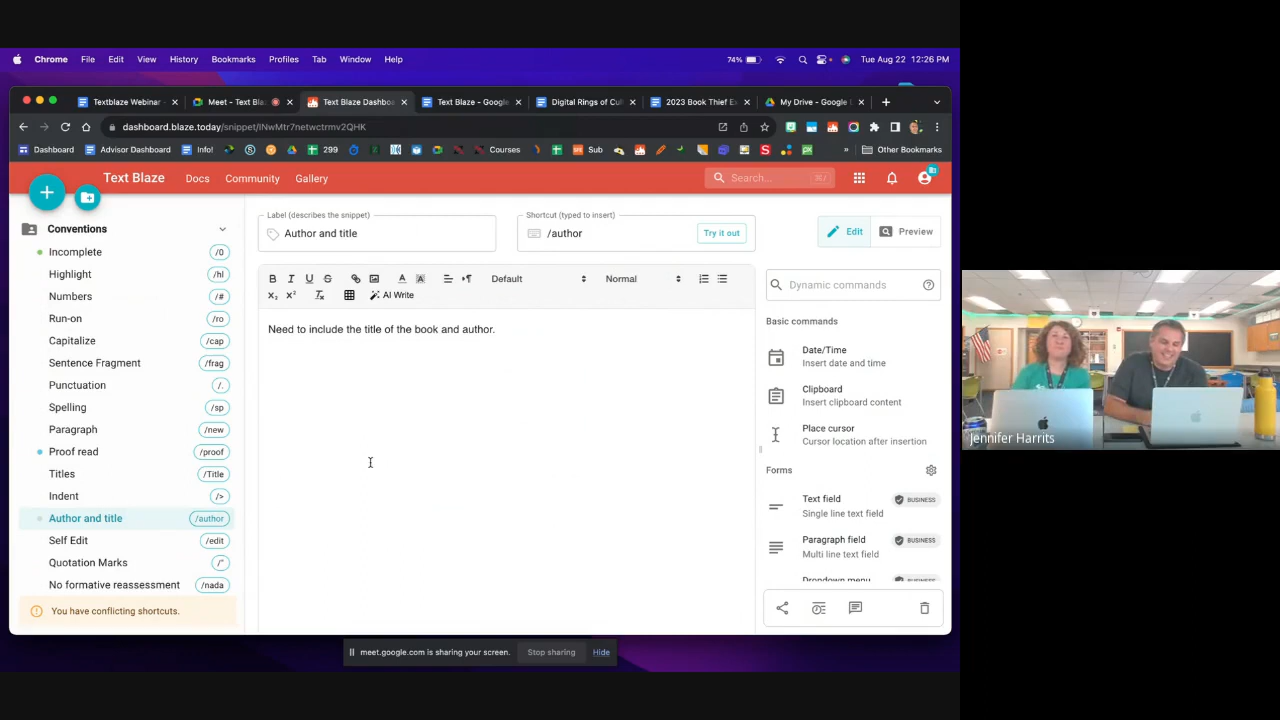 Chrome File Edit View History Bookmarks Profiles Tab Window Help 74% Tue Aug 22 12:26 PM
Textblaze Webinar Meet - Text Bla Text Blaze Dashboa Text Blaze - Google Digital Rings of Cul 2023 Book Thief Es My Drive - Google
dashboard.blaze.today/snippet/lNwMtr7netwctrmv2QHK
Dashboard Advisor Dashboard Info! 299 Courses Sub » Other Bookmarks
Text Blaze Docs Community Gallery Search...
Conventions
Incomplete /0
Highlight /hl
Numbers /#
Run-on /ro
Capitalize /cap
Sentence Fragment /frag
Punctuation /.
Spelling /sp
Paragraph /new
Proof read /proof
Titles /Title
Indent />
Author and title /author
Self Edit /edit
Quotation Marks /"
No formative reassessment /nada
You have conflicting shortcuts.
Label (describes the snippet)
Author and title
Shortcut (typed to insert)
/author
Try it out
Edit Preview
B I U S A A Default Normal
X₂ X² AI Write
Need to include the title of the book and author.
Dynamic commands
Basic commands
Date/Time
Insert date and time
Clipboard
Insert clipboard content
Place cursor
Cursor location after insertion
Forms
Text field BUSINESS
Single line text field
Paragraph field BUSINESS
Multi line text field
Dropdown menu BUSINESS
meet.google.com is sharing your screen. Stop sharing Hide
Jennifer Harrits